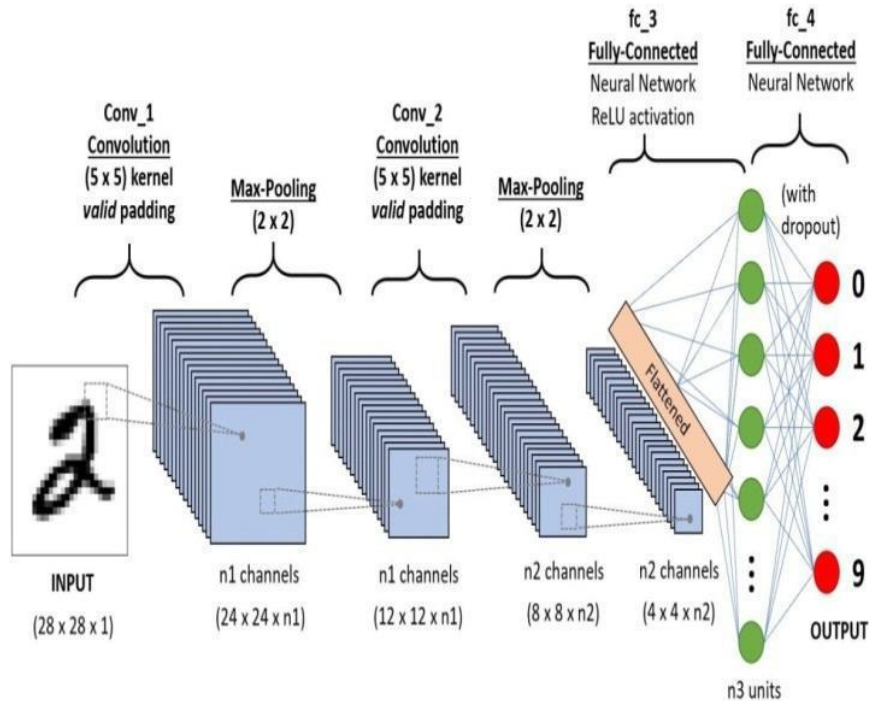 fc_3
Fully-Connected
Neural Network
ReLU activation
fc_4
Fully-Connected
Neural Network
Conv_1
Convolution
(5 x 5) kernel
valid padding
Max-Pooling
(2 x 2)
Conv_2
Convolution
(5 x 5) kernel
valid padding
Max-Pooling
(2 x 2)
(with
dropout)
0
1
2
9
Flattened
INPUT
(28 x 28 x 1)
n1 channels
(24 x 24 x n1)
n1 channels
(12 x 12 x n1)
n2 channels
(8 x 8 x n2)
n2 channels
(4 x 4 x n2)
OUTPUT
n3 units
2